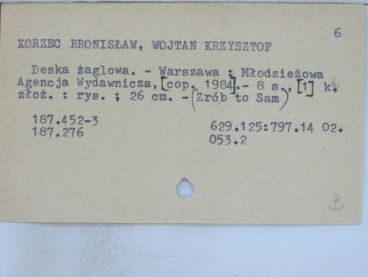 6
KORZEC BRONISŁAW, WOJTAN KRZYSZTOF
Deska żaglowa. - Warszawa : Młodzieżowa
Agencja Wydawnicza, [cop. 1984]. - 8 s., [1] k.
złoż. : rys. ; 26 cm. - (Zrób to Sam)
187.452-3
187.276
629.125:797.14 02.
053.2
B